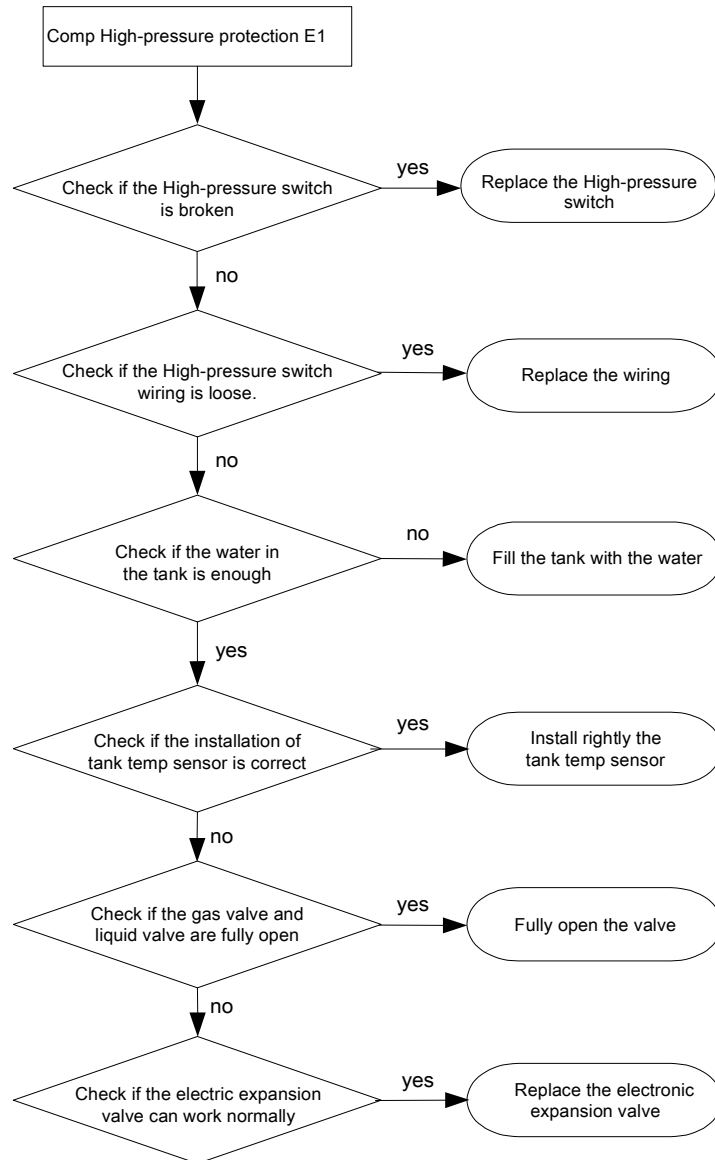 Comp High-pressure protection E1
Check if the High-pressure switch
is broken
yes
Replace the High-pressure
switch
no
Check if the High-pressure switch
wiring is loose.
yes
Replace the wiring
no
Check if the water in
the tank is enough
no
Fill the tank with the water
yes
Check if the installation of
tank temp sensor is correct
yes
Install rightly the
tank temp sensor
no
Check if the gas valve and
liquid valve are fully open
yes
Fully open the valve
no
Check if the electric expansion
valve can work normally
yes
Replace the electronic
expansion valve